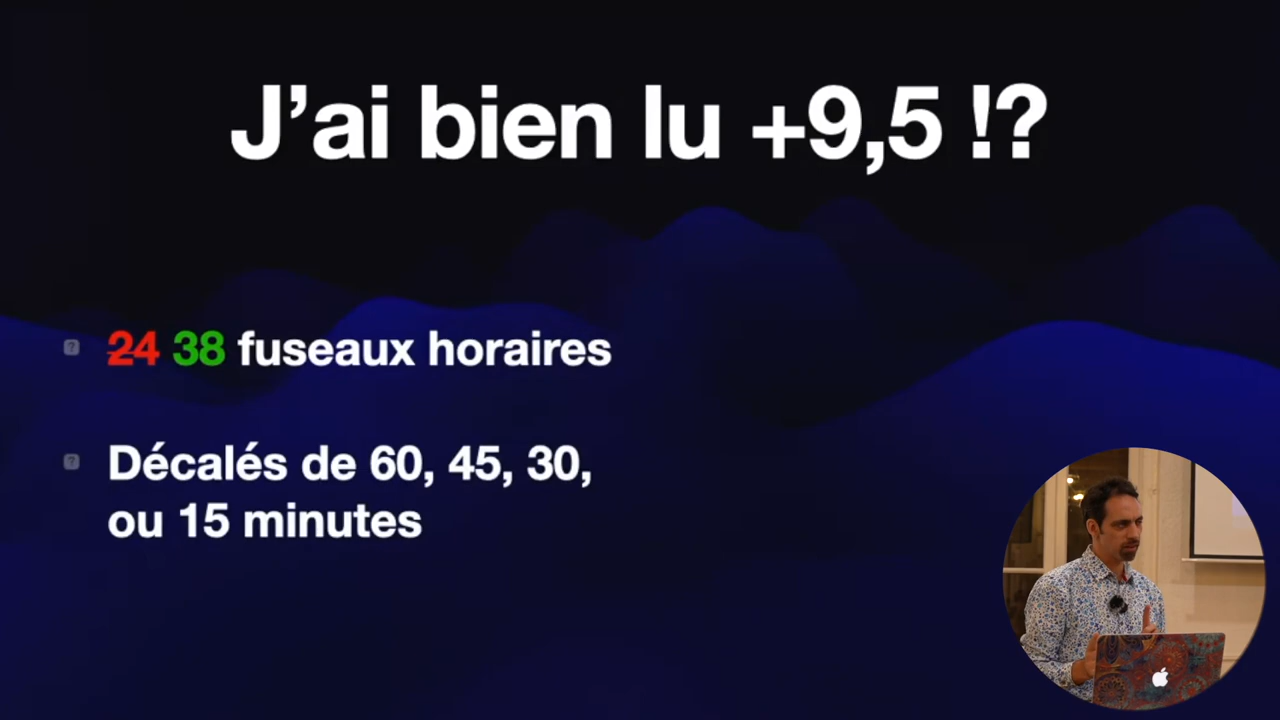 J’ai bien lu +9,5 !?
24 38 fuseaux horaires
Décalés de 60, 45, 30,
ou 15 minutes